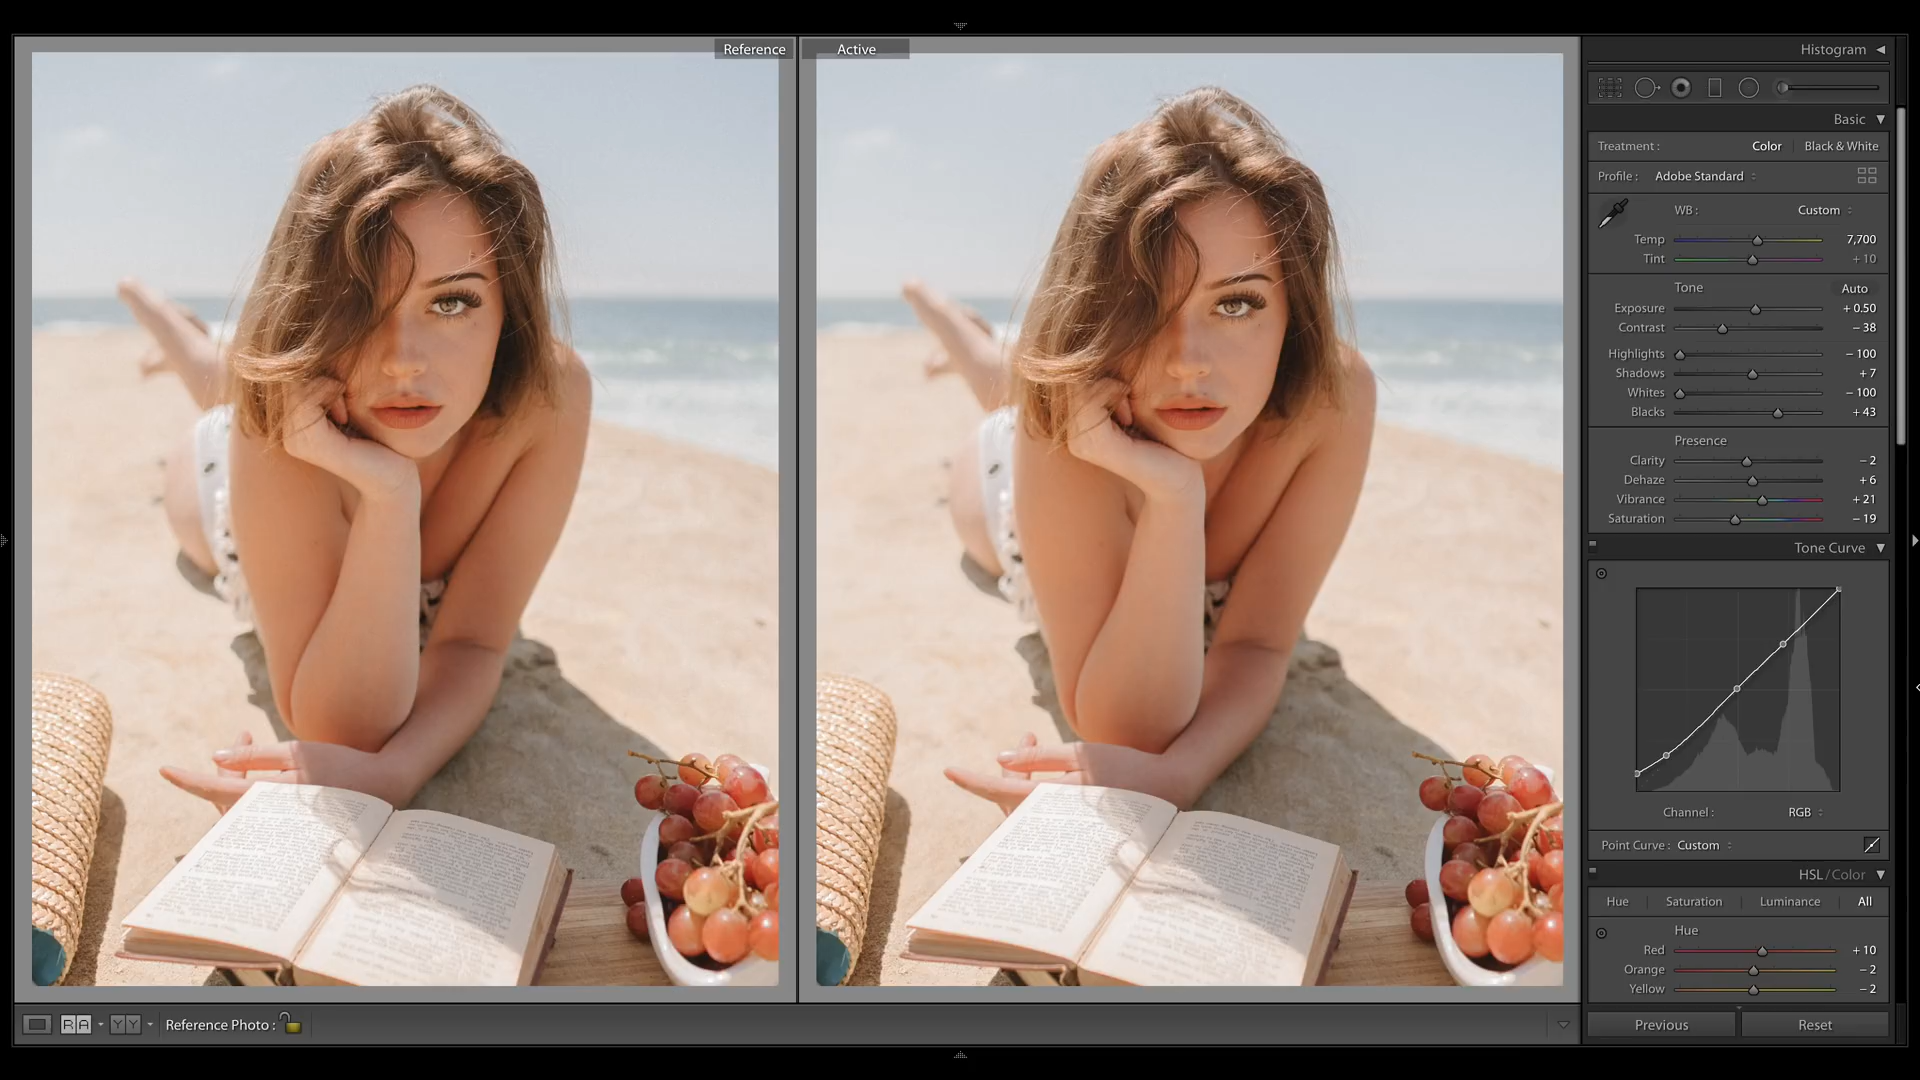 Reference
Active
Histogram
Basic
Treatment : Color Black & White
Profile : Adobe Standard
WB : Custom
Temp 7,700
Tint + 10
Tone Auto
Exposure + 0.50
Contrast − 38
Highlights − 100
Shadows + 7
Whites − 100
Blacks + 43
Presence
Clarity − 2
Dehaze + 6
Vibrance + 21
Saturation − 19
Tone Curve
Channel : RGB
Point Curve : Custom
HSL / Color
Hue Saturation Luminance All
Hue
Red + 10
Orange − 2
Yellow − 2
R A Y Y Reference Photo :
Previous Reset